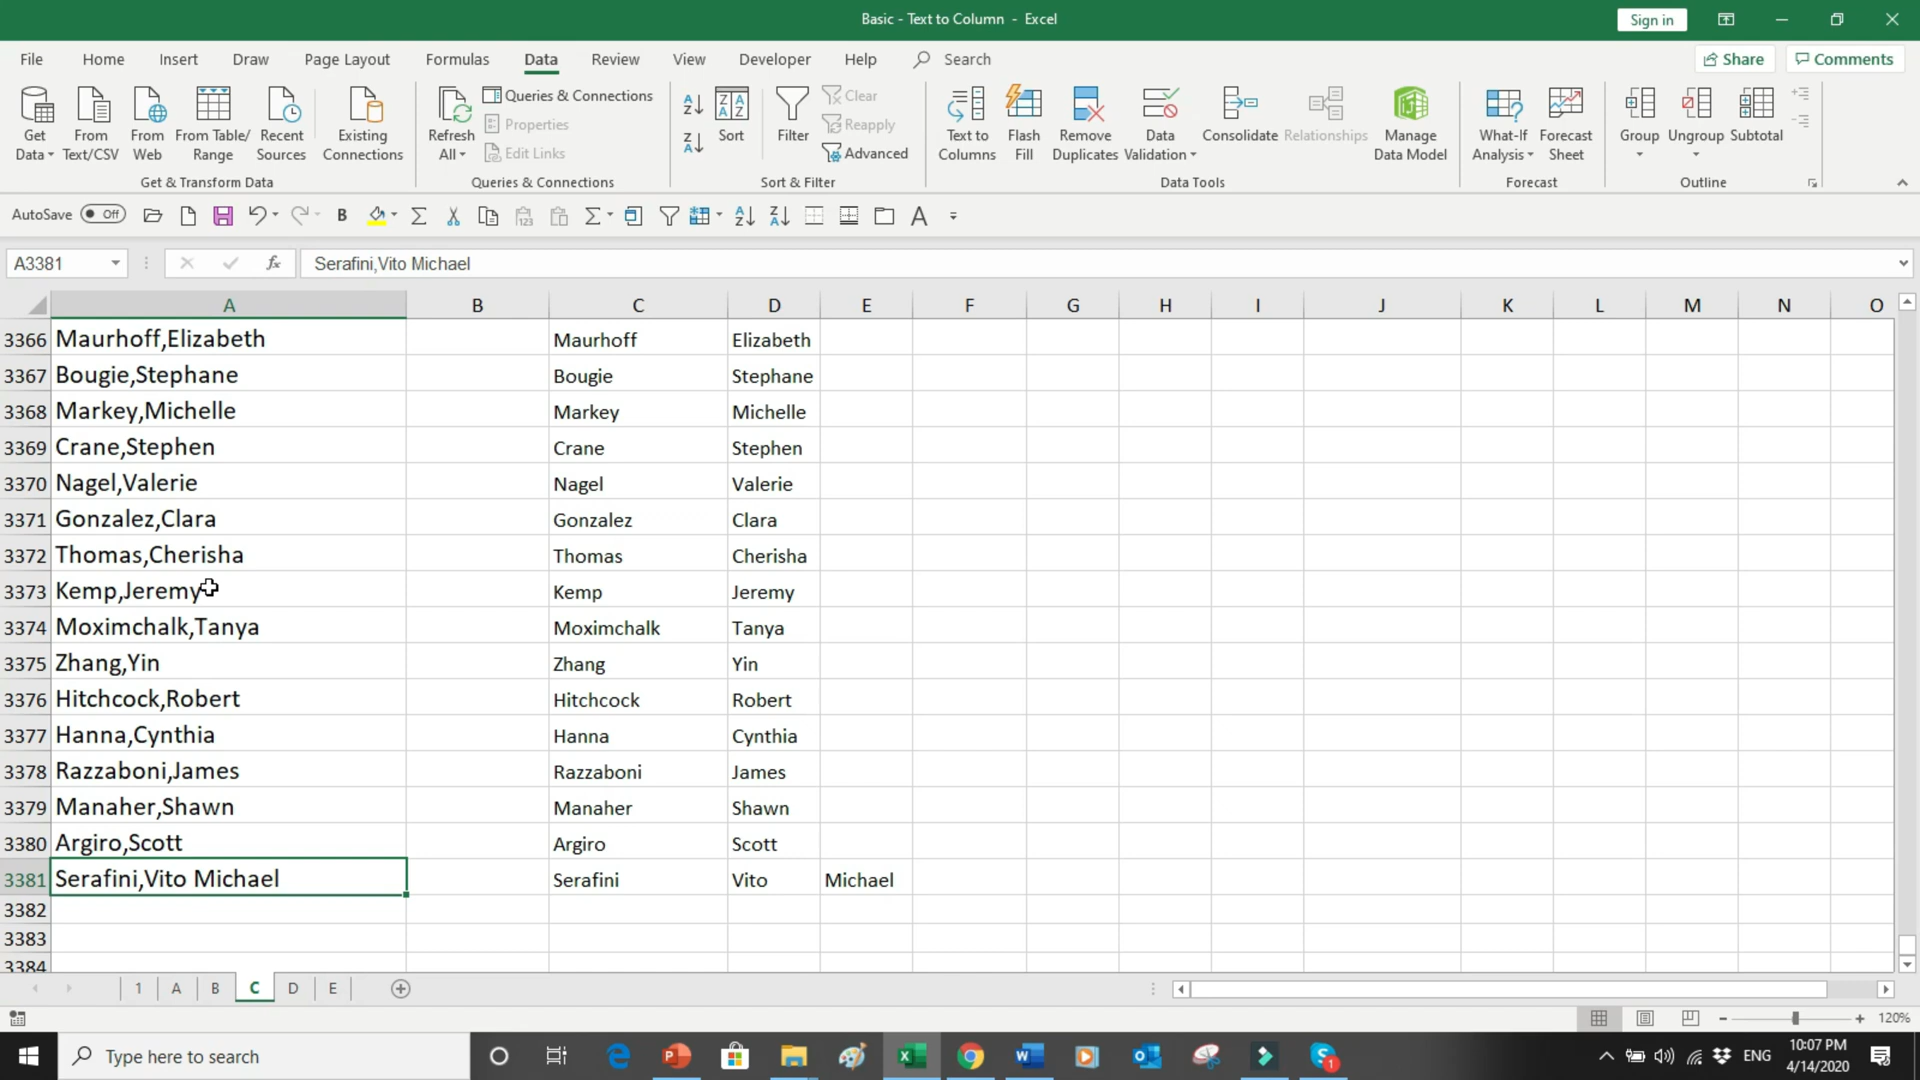 Basic - Text to Column - Excel
Sign in
File Home Insert Draw Page Layout Formulas Data Review View Developer Help Search Share Comments
Get Data From Text/CSV From Web From Table/Range Recent Sources Existing Connections
Get & Transform Data
Refresh All Queries & Connections Properties Edit Links
Queries & Connections
Sort Filter Clear Reapply Advanced
Sort & Filter
Text to Columns Flash Fill Remove Duplicates Data Validation Consolidate Relationships Manage Data Model
Data Tools
What-If Analysis Forecast Sheet
Forecast
Group Ungroup Subtotal
Outline
AutoSave Off
A3381 fx Serafini,Vito Michael
A B C D E F G H I J K L M N O
3366 Maurhoff,Elizabeth Maurhoff Elizabeth
3367 Bougie,Stephane Bougie Stephane
3368 Markey,Michelle Markey Michelle
3369 Crane,Stephen Crane Stephen
3370 Nagel,Valerie Nagel Valerie
3371 Gonzalez,Clara Gonzalez Clara
3372 Thomas,Cherisha Thomas Cherisha
3373 Kemp,Jeremy Kemp Jeremy
3374 Moximchalk,Tanya Moximchalk Tanya
3375 Zhang,Yin Zhang Yin
3376 Hitchcock,Robert Hitchcock Robert
3377 Hanna,Cynthia Hanna Cynthia
3378 Razzaboni,James Razzaboni James
3379 Manaher,Shawn Manaher Shawn
3380 Argiro,Scott Argiro Scott
3381 Serafini,Vito Michael Serafini Vito Michael
3382
3383
3384
1 A B C D E
120%
Type here to search
ENG
10:07 PM
4/14/2020